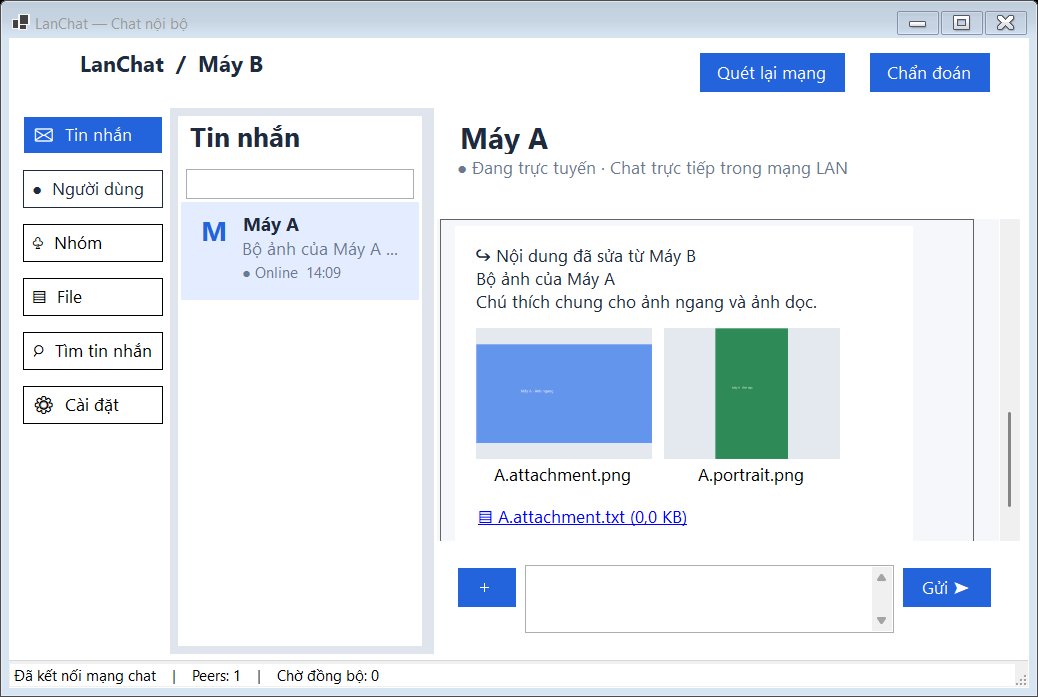 LanChat — Chat nội bộ
LanChat / Máy B
Quét lại mạng
Chẩn đoán
Tin nhắn
Người dùng
Nhóm
File
Tìm tin nhắn
Cài đặt
Tin nhắn
M
Máy A
Bộ ảnh của Máy A ...
● Online 14:09
Máy A
● Đang trực tuyến · Chat trực tiếp trong mạng LAN
↪ Nội dung đã sửa từ Máy B
Bộ ảnh của Máy A
Chú thích chung cho ảnh ngang và ảnh dọc.
A.attachment.png
A.portrait.png
A.attachment.txt (0,0 KB)
+
Gửi ➤
Đã kết nối mạng chat | Peers: 1 | Chờ đồng bộ: 0